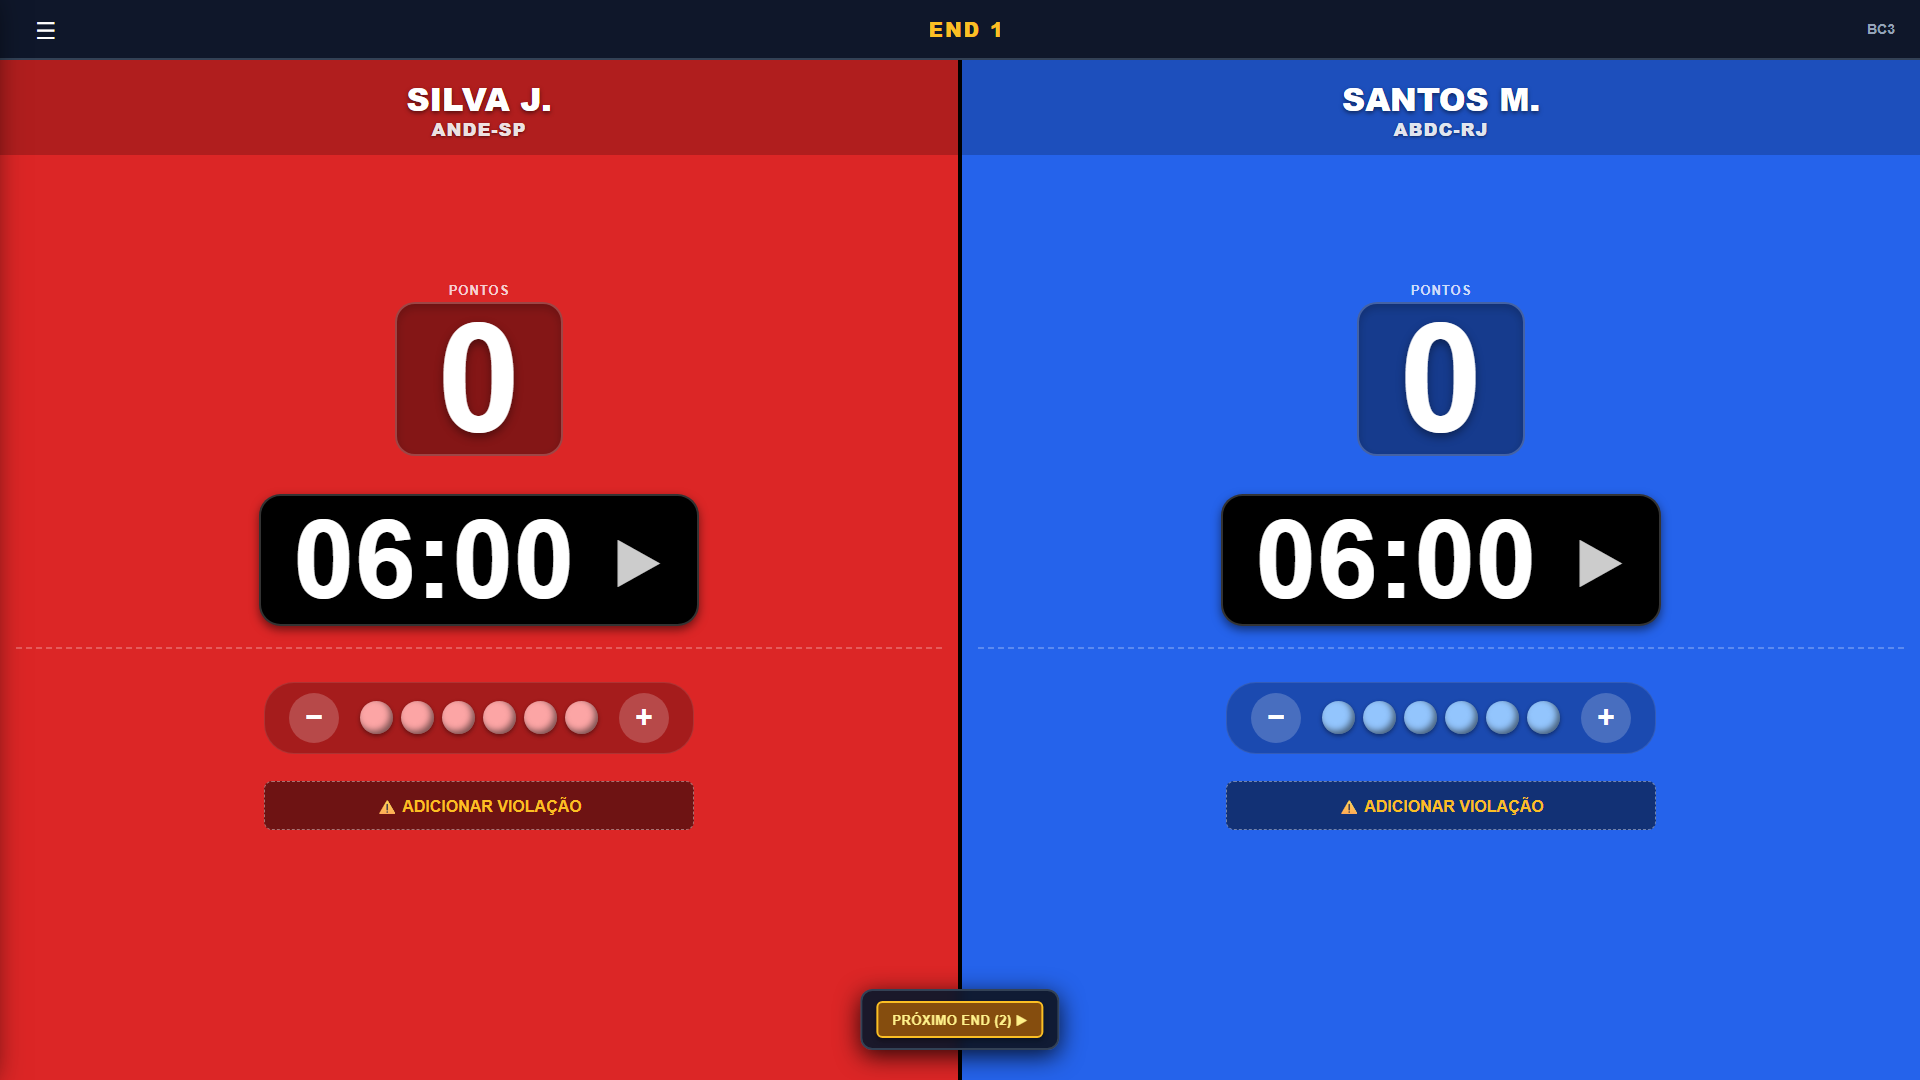 ☰
END 1
BC3
SILVA J.
ANDE-SP
PONTOS
0
06:00 ▶
− +
⚠ ADICIONAR VIOLAÇÃO
SANTOS M.
ABDC-RJ
PONTOS
0
06:00 ▶
− +
⚠ ADICIONAR VIOLAÇÃO
PRÓXIMO END (2) ▶